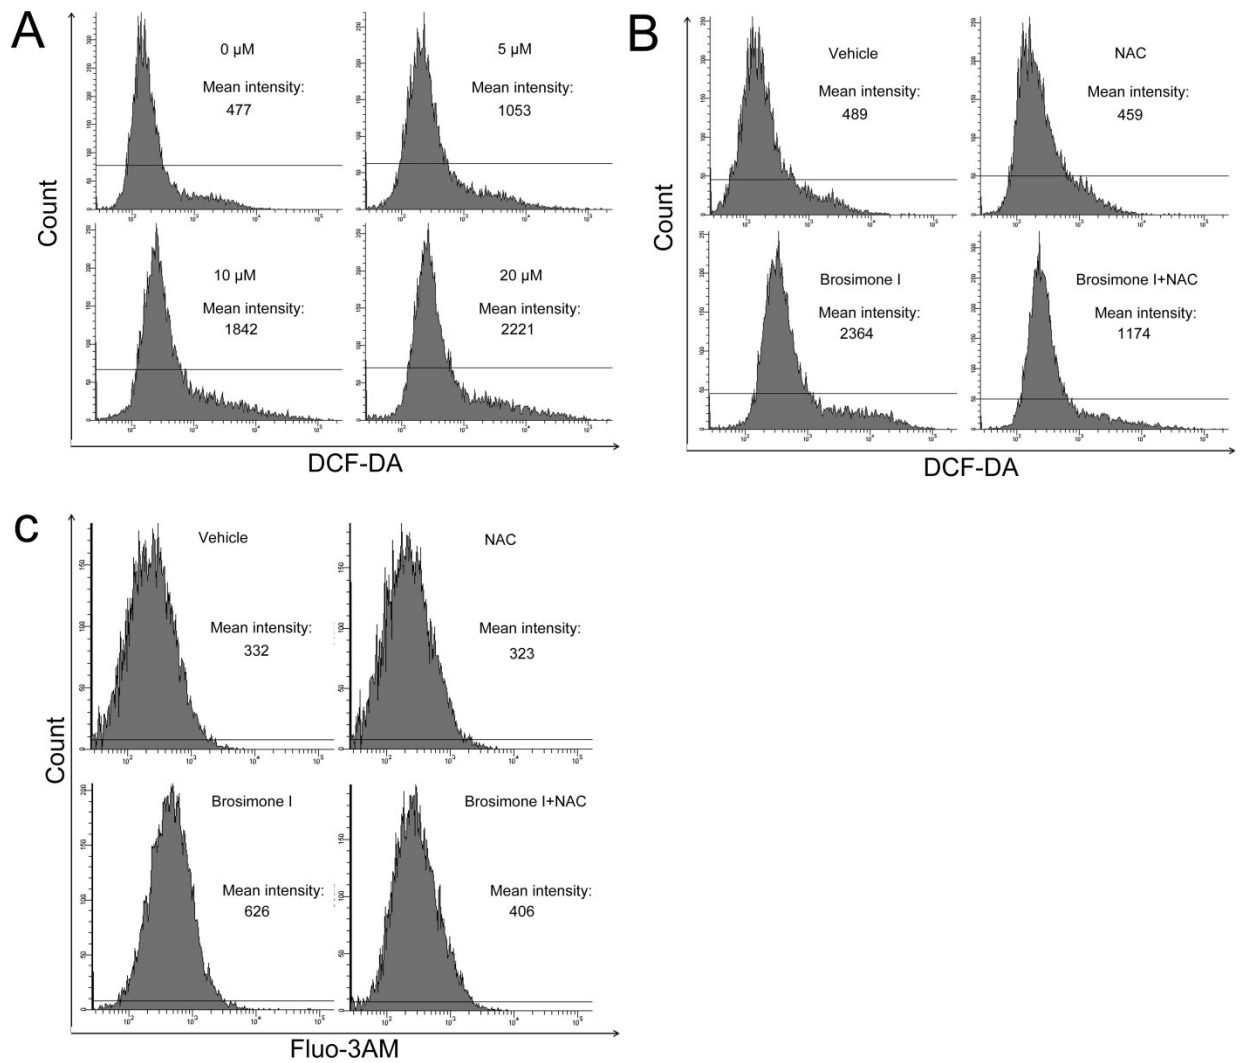 A
0 µM
Mean intensity:
477
5 µM
Mean intensity:
1053
10 µM
Mean intensity:
1842
20 µM
Mean intensity:
2221
Count
DCF-DA
B
Vehicle
Mean intensity:
489
NAC
Mean intensity:
459
Brosimone I
Mean intensity:
2364
Brosimone I+NAC
Mean intensity:
1174
Count
DCF-DA
c
Vehicle
Mean intensity:
332
NAC
Mean intensity:
323
Brosimone I
Mean intensity:
626
Brosimone I+NAC
Mean intensity:
406
Count
Fluo-3AM